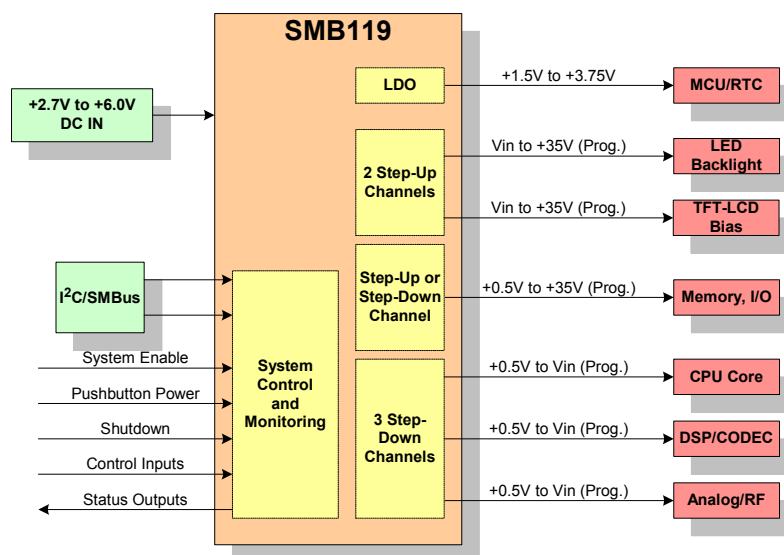 SMB119
+2.7V to +6.0V
DC IN
LDO
+1.5V to +3.75V
MCU/RTC
2 Step-Up
Channels
Vin to +35V (Prog.)
LED
Backlight
Vin to +35V (Prog.)
TFT-LCD
Bias
I²C/SMBus
Step-Up or
Step-Down
Channel
+0.5V to +35V (Prog.)
Memory, I/O
System Enable
Pushbutton Power
Shutdown
Control Inputs
Status Outputs
System
Control
and
Monitoring
3 Step-
Down
Channels
+0.5V to Vin (Prog.)
CPU Core
+0.5V to Vin (Prog.)
DSP/CODEC
+0.5V to Vin (Prog.)
Analog/RF